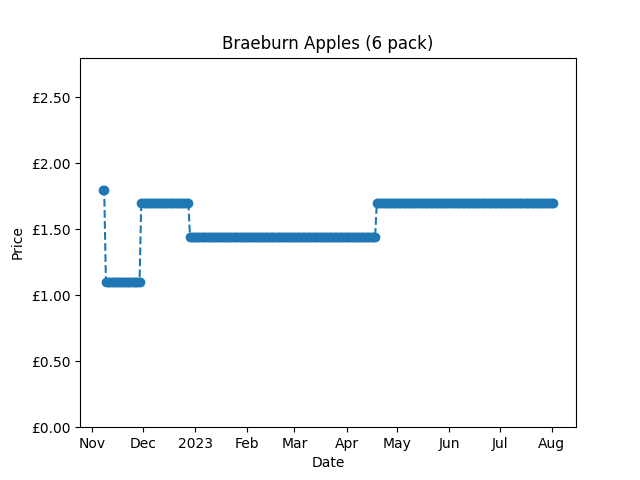 Braeburn Apples (6 pack)
£2.50
£2.00
£1.50
£1.00
£0.50
£0.00
Price
Nov Dec 2023 Feb Mar Apr May Jun Jul Aug
Date